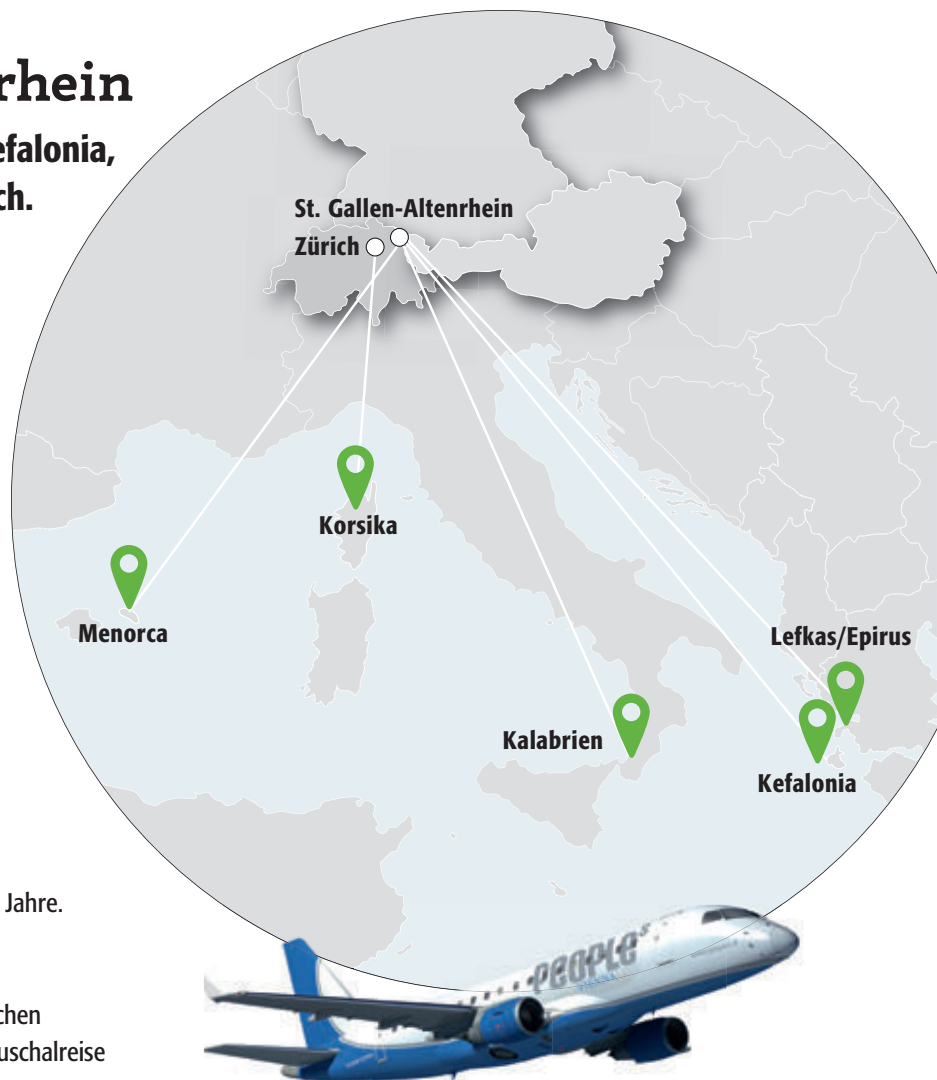 rhein
efalonia,
ch.
St. Gallen-Altenrhein
Zürich
Korsika
Menorca
Lefkas/Epirus
Kalabrien
Kefalonia
Jahre.
PEOPLE'S
chen
uschalreise